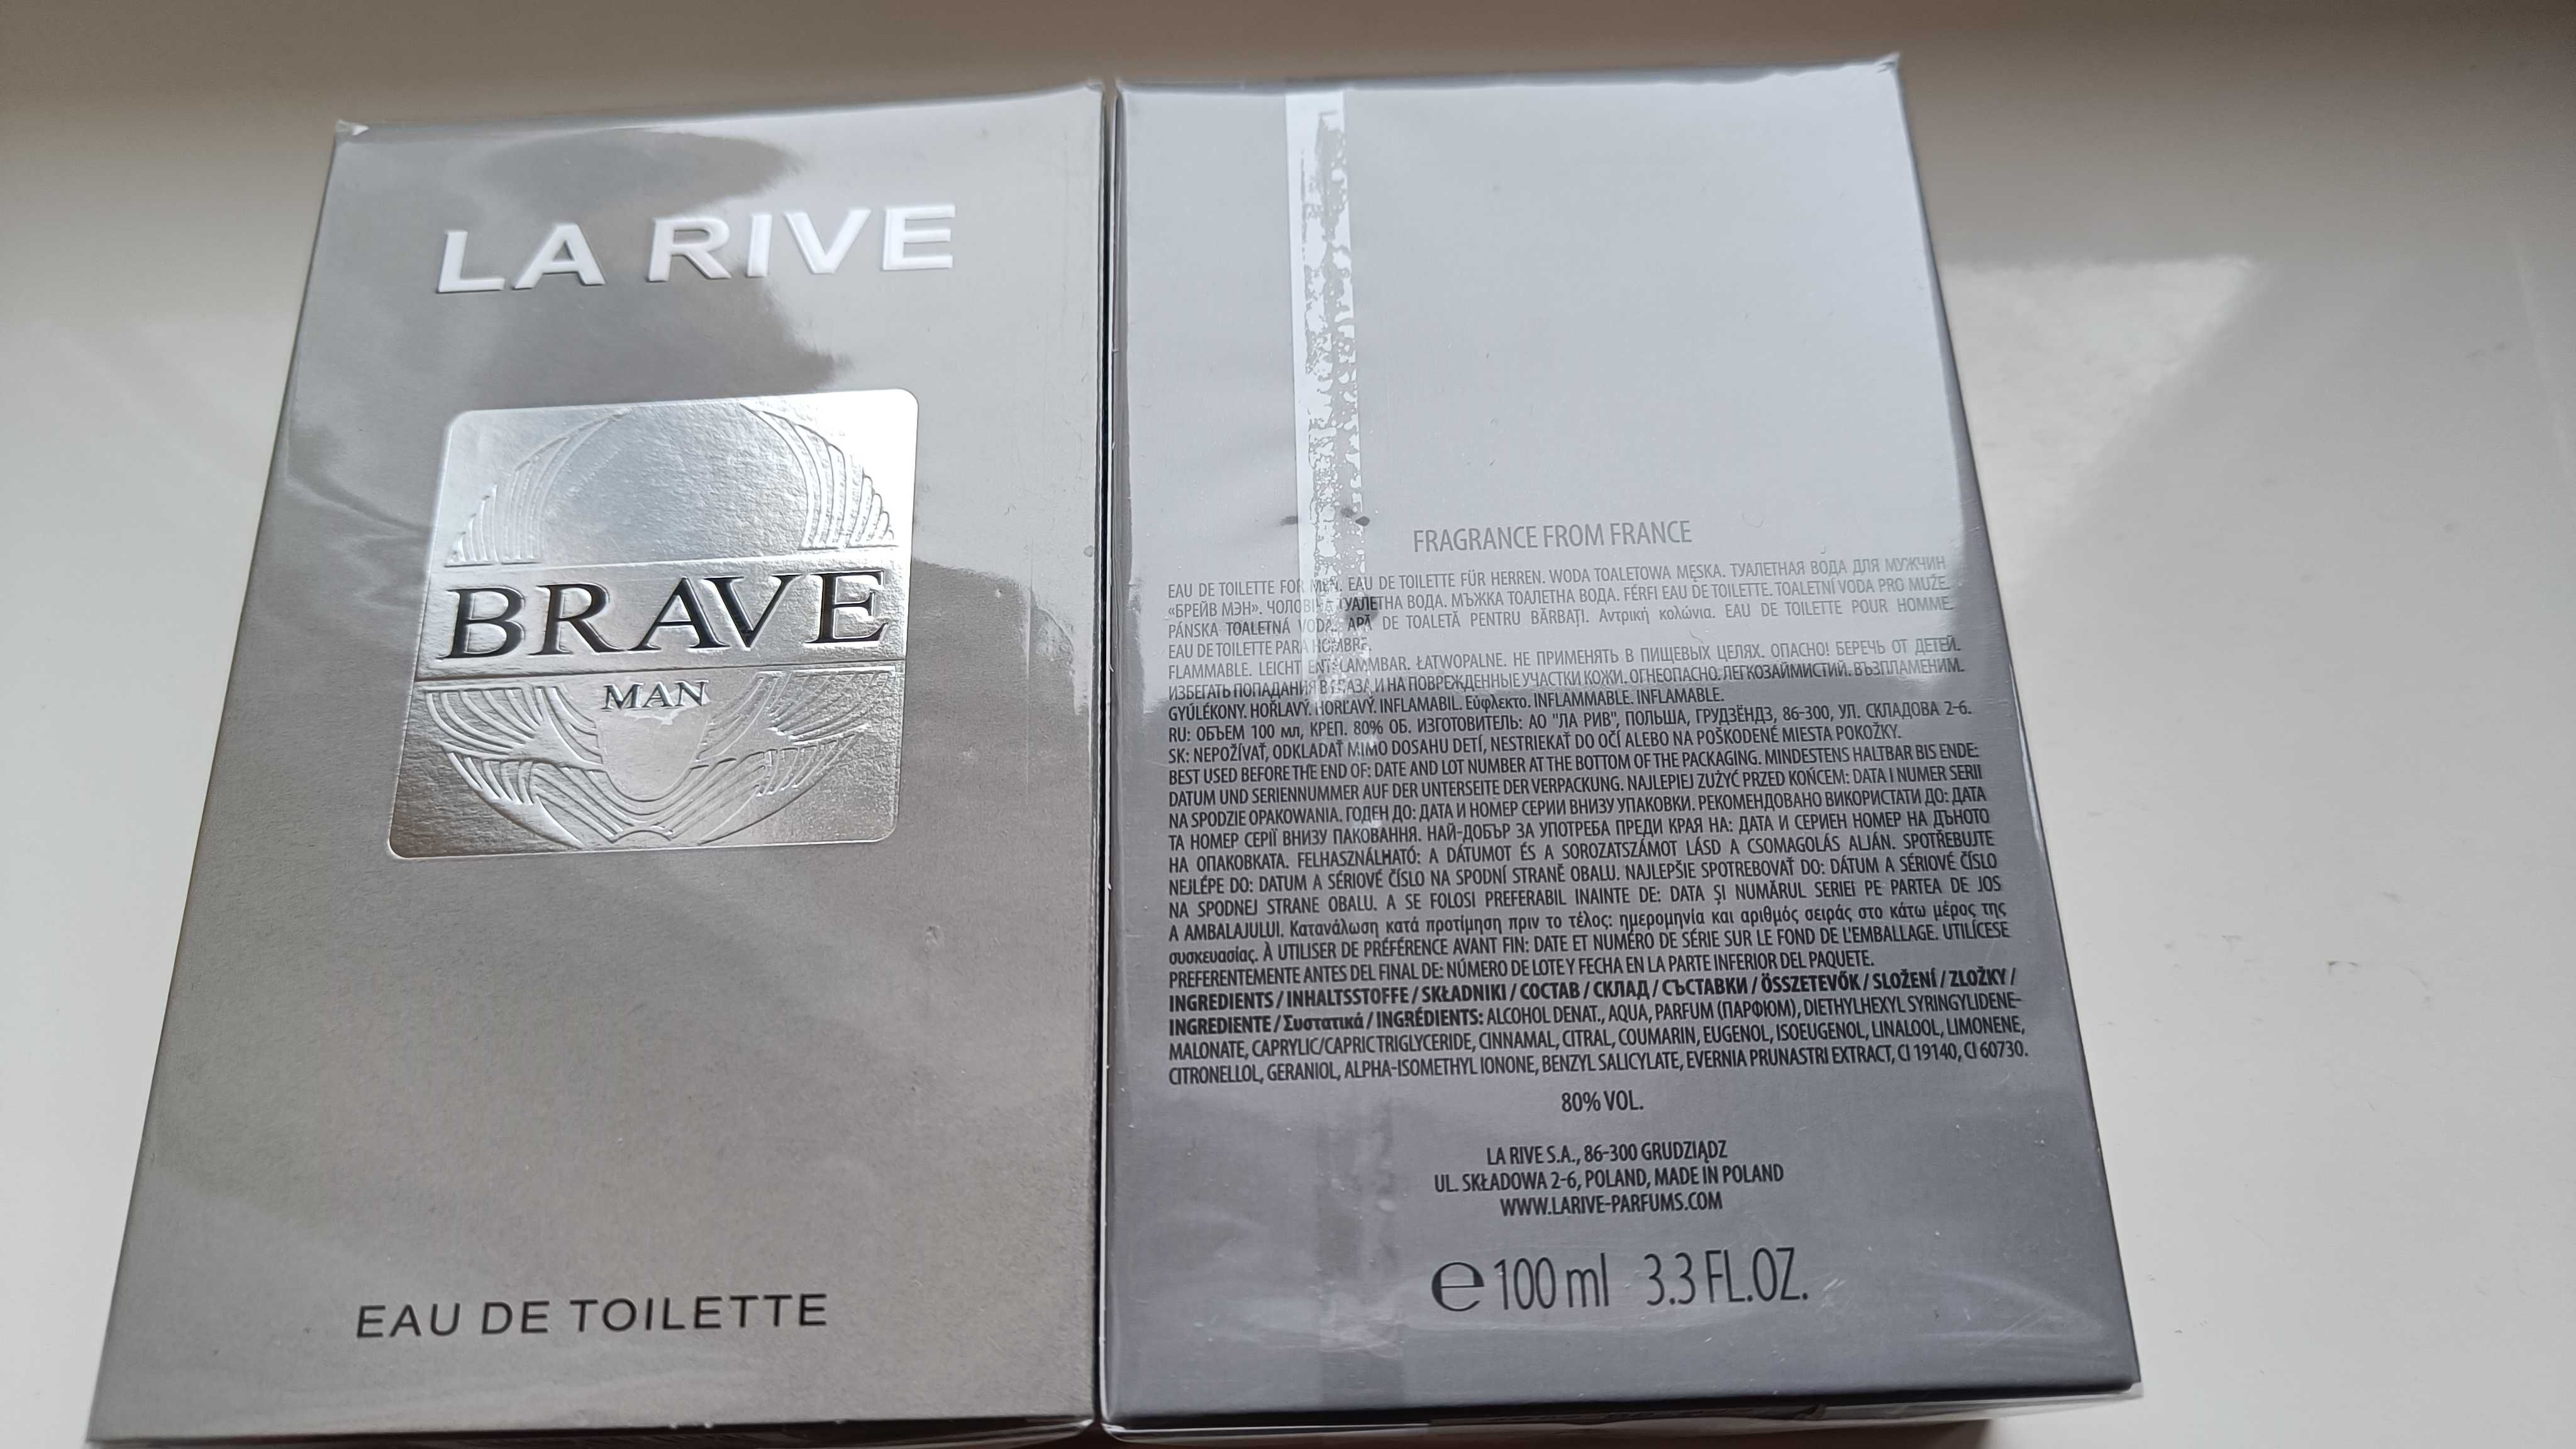 LA RIVE
BRAVE
MAN
EAU DE TOILETTE
FRAGRANCE FROM FRANCE
EAU DE TOILETTE FOR MEN. EAU DE TOILETTE FÜR HERREN. WODA TOALETOWA MĘSKA. ТУАЛЕТНАЯ ВОДА ДЛЯ МУЖЧИН
«БРЕЙВ МЭН». ЧОЛОВІЧА ТУАЛЕТНА ВОДА. МЪЖКА ТОАЛЕТНА ВОДА. FÉRFI EAU DE TOILETTE. TOALETNÍ VODA PRO MUŽE.
PÁNSKA TOALETNÁ VODA. APĂ DE TOALETĂ PENTRU BĂRBAȚI. Αντρική κολώνια. EAU DE TOILETTE POUR HOMME.
EAU DE TOILETTE PARA HOMBRE.
FLAMMABLE. LEICHT ENTFLAMMBAR. ŁATWOPALNE. НЕ ПРИМЕНЯТЬ В ПИЩЕВЫХ ЦЕЛЯХ. ОПАСНО! БЕРЕЧЬ ОТ ДЕТЕЙ.
ИЗБЕГАТЬ ПОПАДАНИЯ В ГЛАЗА И НА ПОВРЕЖДЕННЫЕ УЧАСТКИ КОЖИ. ОГНЕОПАСНО. ЛЕГКОЗАЙМИСТИЙ. ВЪЗПЛАМЕНИМ.
GYÚLÉKONY. HOŘLAVÝ. HORĽAVÝ. INFLAMABIL. Εύφλεκτο. INFLAMMABLE. INFLAMABLE.
RU: ОБЪЕМ 100 мл, КРЕП. 80% ОБ. ИЗГОТОВИТЕЛЬ: АО "ЛА РИВ", ПОЛЬША, ГРУДЗЁНДЗ, 86-300, УЛ. СКЛАДОВА 2-6.
SK: NEPOŽÍVAŤ, ODKLADAŤ MIMO DOSAHU DETÍ, NESTRIEKAŤ DO OČÍ ALEBO NA POŠKODENÉ MIESTA POKOŽKY.
BEST USED BEFORE THE END OF: DATE AND LOT NUMBER AT THE BOTTOM OF THE PACKAGING. MINDESTENS HALTBAR BIS ENDE:
DATUM UND SERIENNUMMER AUF DER UNTERSEITE DER VERPACKUNG. NAJLEPIEJ ZUŻYĆ PRZED KOŃCEM: DATA I NUMER SERII
NA SPODZIE OPAKOWANIA. ГОДЕН ДО: ДАТА И НОМЕР СЕРИИ ВНИЗУ УПАКОВКИ. РЕКОМЕНДОВАНО ВИКОРИСТАТИ ДО: ДАТА
ТА НОМЕР СЕРІЇ ВНИЗУ ПАКОВАННЯ. НАЙ-ДОБЪР ЗА УПОТРЕБА ПРЕДИ КРАЯ НА: ДАТА И СЕРИЕН НОМЕР НА ДЪНОТО
НА ОПАКОВКАТА. FELHASZNÁLHATÓ: A DÁTUMOT ÉS A SOROZATSZÁMOT LÁSD A CSOMAGOLÁS ALJÁN. SPOTŘEBUJTE
NEJLÉPE DO: DATUM A SÉRIOVÉ ČÍSLO NA SPODNÍ STRANĚ OBALU. NAJLEPŠIE SPOTREBOVAŤ DO: DÁTUM A SÉRIOVÉ ČÍSLO
NA SPODNEJ STRANE OBALU. A SE FOLOSI PREFERABIL INAINTE DE: DATA ȘI NUMĂRUL SERIEI PE PARTEA DE JOS
A AMBALAJULUI. Κατανάλωση κατά προτίμηση πριν το τέλος: ημερομηνία και αριθμός σειράς στο κάτω μέρος της
συσκευασίας. À UTILISER DE PRÉFÉRENCE AVANT FIN: DATE ET NUMÉRO DE SÉRIE SUR LE FOND DE L'EMBALLAGE. UTILÍCESE
PREFERENTEMENTE ANTES DEL FINAL DE: NÚMERO DE LOTE Y FECHA EN LA PARTE INFERIOR DEL PAQUETE.
INGREDIENTS / INHALTSSTOFFE / SKŁADNIKI / СОСТАВ / СКЛАД / СЪСТАВКИ / ÖSSZETEVŐK / SLOŽENÍ / ZLOŽKY /
INGREDIENTE / Συστατικά / INGRÉDIENTS: ALCOHOL DENAT., AQUA, PARFUM (ПАРФЮМ), DIETHYLHEXYL SYRINGYLIDENE-
MALONATE, CAPRYLIC/CAPRIC TRIGLYCERIDE, CINNAMAL, CITRAL, COUMARIN, EUGENOL, ISOEUGENOL, LINALOOL, LIMONENE,
CITRONELLOL, GERANIOL, ALPHA-ISOMETHYL IONONE, BENZYL SALICYLATE, EVERNIA PRUNASTRI EXTRACT, CI 19140, CI 60730.
80% VOL.
LA RIVE S.A., 86-300 GRUDZIĄDZ
UL. SKŁADOWA 2-6, POLAND, MADE IN POLAND
WWW.LARIVE-PARFUMS.COM
℮ 100 ml 3.3 FL.OZ.